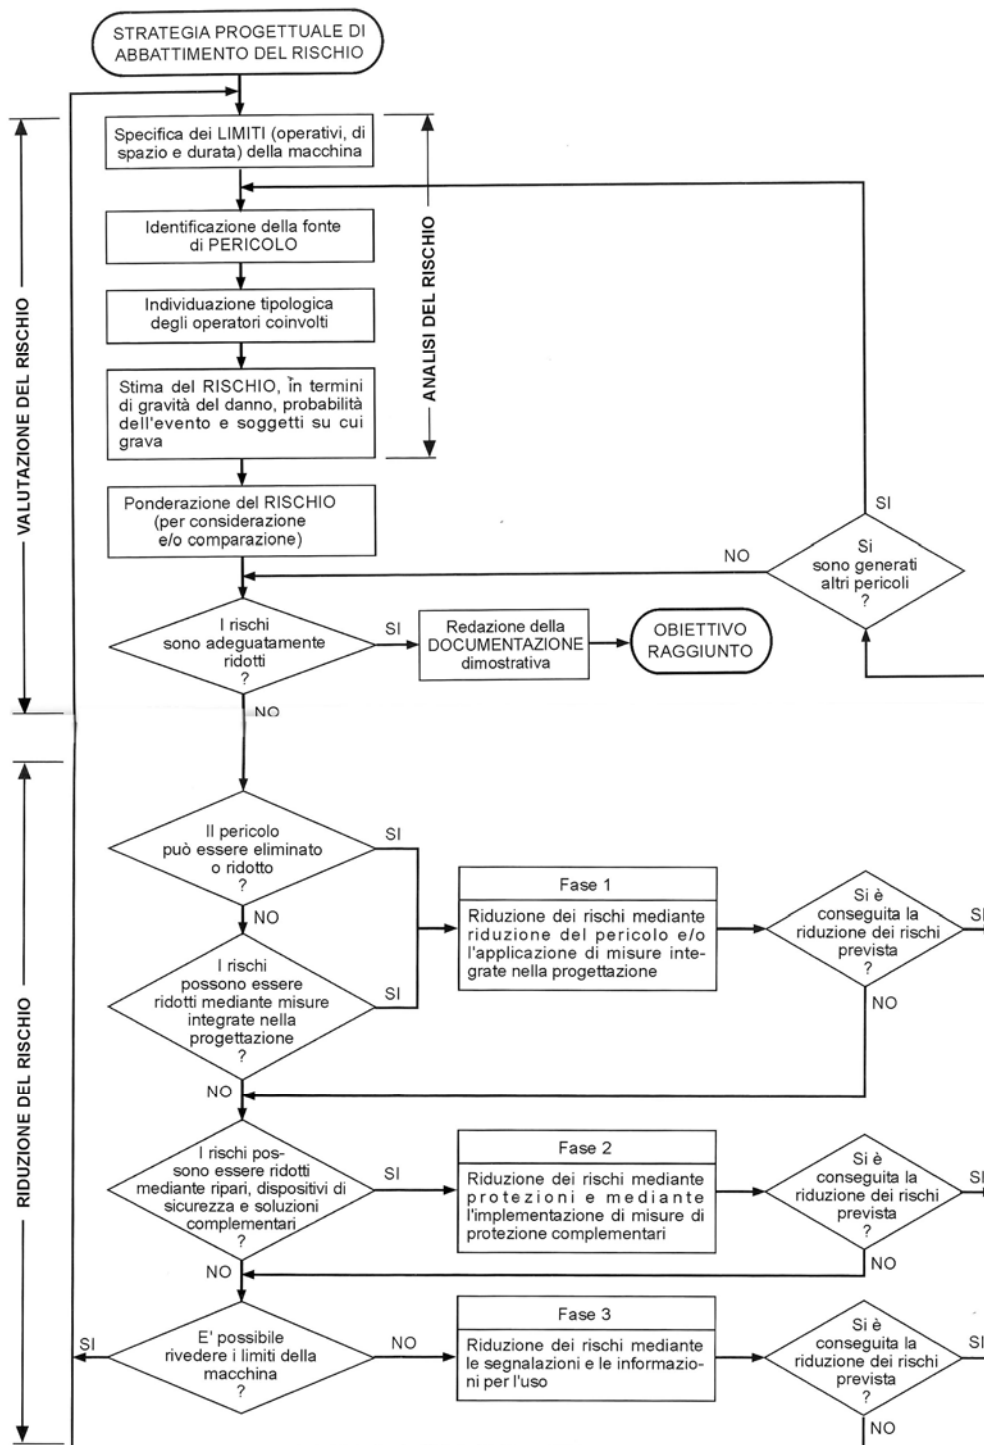 STRATEGIA PROGETTUALE DI
ABBATTIMENTO DEL RISCHIO
Specifica dei LIMITI (operativi, di
spazio e durata) della macchina
Identificazione della fonte
di PERICOLO
Individuazione tipologica
degli operatori coinvolti
Stima del RISCHIO, in termini
di gravità del danno, probabilità
dell'evento e soggetti su cui
grava
Ponderazione del RISCHIO
(per considerazione
e/o comparazione)
ANALISI DEL RISCHIO
VALUTAZIONE DEL RISCHIO
SI
Si
sono generati
altri pericoli
?
NO
I rischi
sono adeguatamente
ridotti
?
SI
Redazione della
DOCUMENTAZIONE
dimostrativa
OBIETTIVO
RAGGIUNTO
NO
RIDUZIONE DEL RISCHIO
Il pericolo
può essere eliminato
o ridotto
?
SI
NO
I rischi
possono essere
ridotti mediante misure
integrate nella
progettazione
?
SI
Fase 1
Riduzione dei rischi mediante
riduzione del pericolo e/o
l'applicazione di misure inte-
grate nella progettazione
Si è
conseguita la
riduzione dei rischi
prevista
?
SI
NO
NO
I rischi pos-
sono essere ridotti
mediante ripari, dispositivi di
sicurezza e soluzioni
complementari
?
SI
Fase 2
Riduzione dei rischi mediante
protezioni e mediante
l'implementazione di misure di
protezione complementari
Si è
conseguita la
riduzione dei rischi
prevista
?
SI
NO
NO
E' possibile
rivedere i limiti della
macchina
?
SI
NO
Fase 3
Riduzione dei rischi mediante
le segnalazioni e le informazio-
ni per l'uso
Si è
conseguita la
riduzione dei rischi
prevista
?
SI
NO